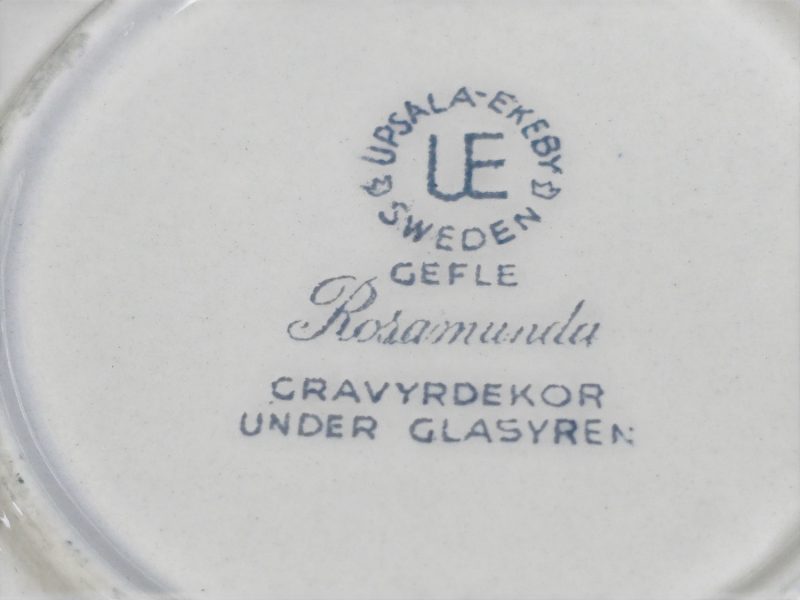 UPSALA-EKEBY
UE
SWEDEN
GEFLE
Rosamunda
GRAVYRDEKOR
UNDER GLASYREN